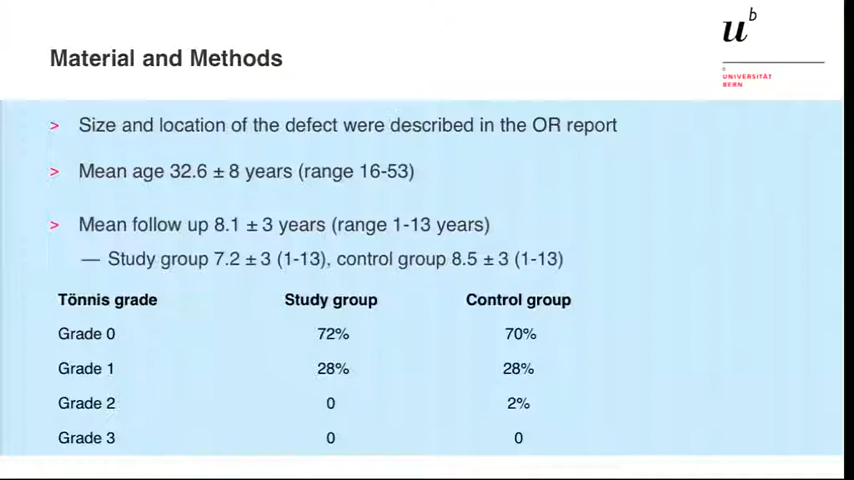 u^b
Material and Methods
UNIVERSITÄT
BERN
> Size and location of the defect were described in the OR report
> Mean age 32.6 ± 8 years (range 16-53)
> Mean follow up 8.1 ± 3 years (range 1-13 years)
— Study group 7.2 ± 3 (1-13), control group 8.5 ± 3 (1-13)
Tönnis grade Study group Control group
Grade 0 72% 70%
Grade 1 28% 28%
Grade 2 0 2%
Grade 3 0 0